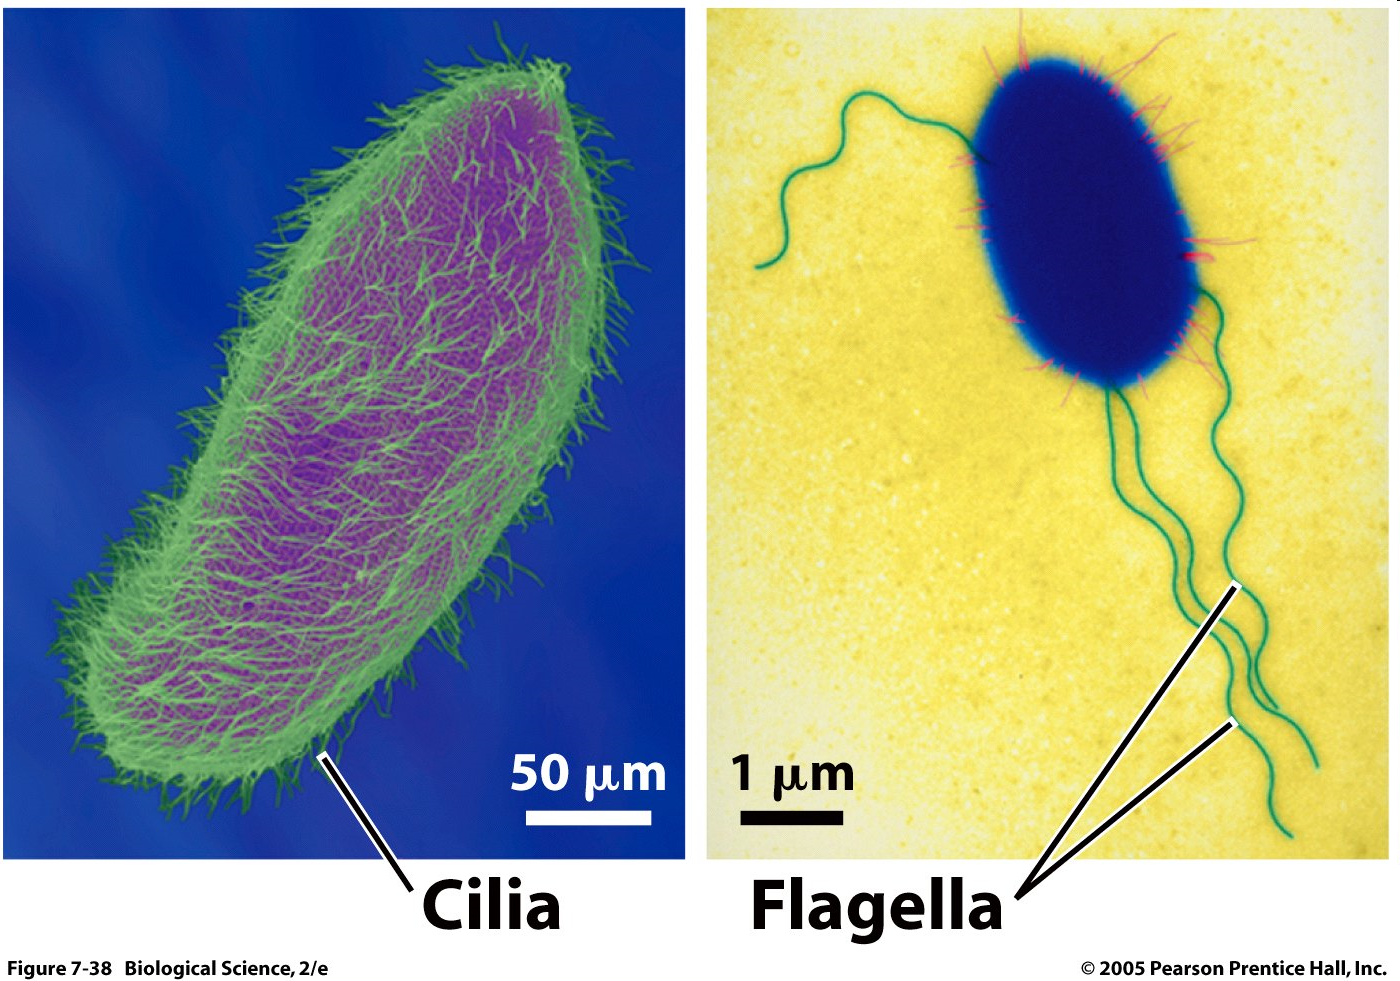 50 µm
1 µm
Cilia
Flagella
Figure 7-38 Biological Science, 2/e
© 2005 Pearson Prentice Hall, Inc.